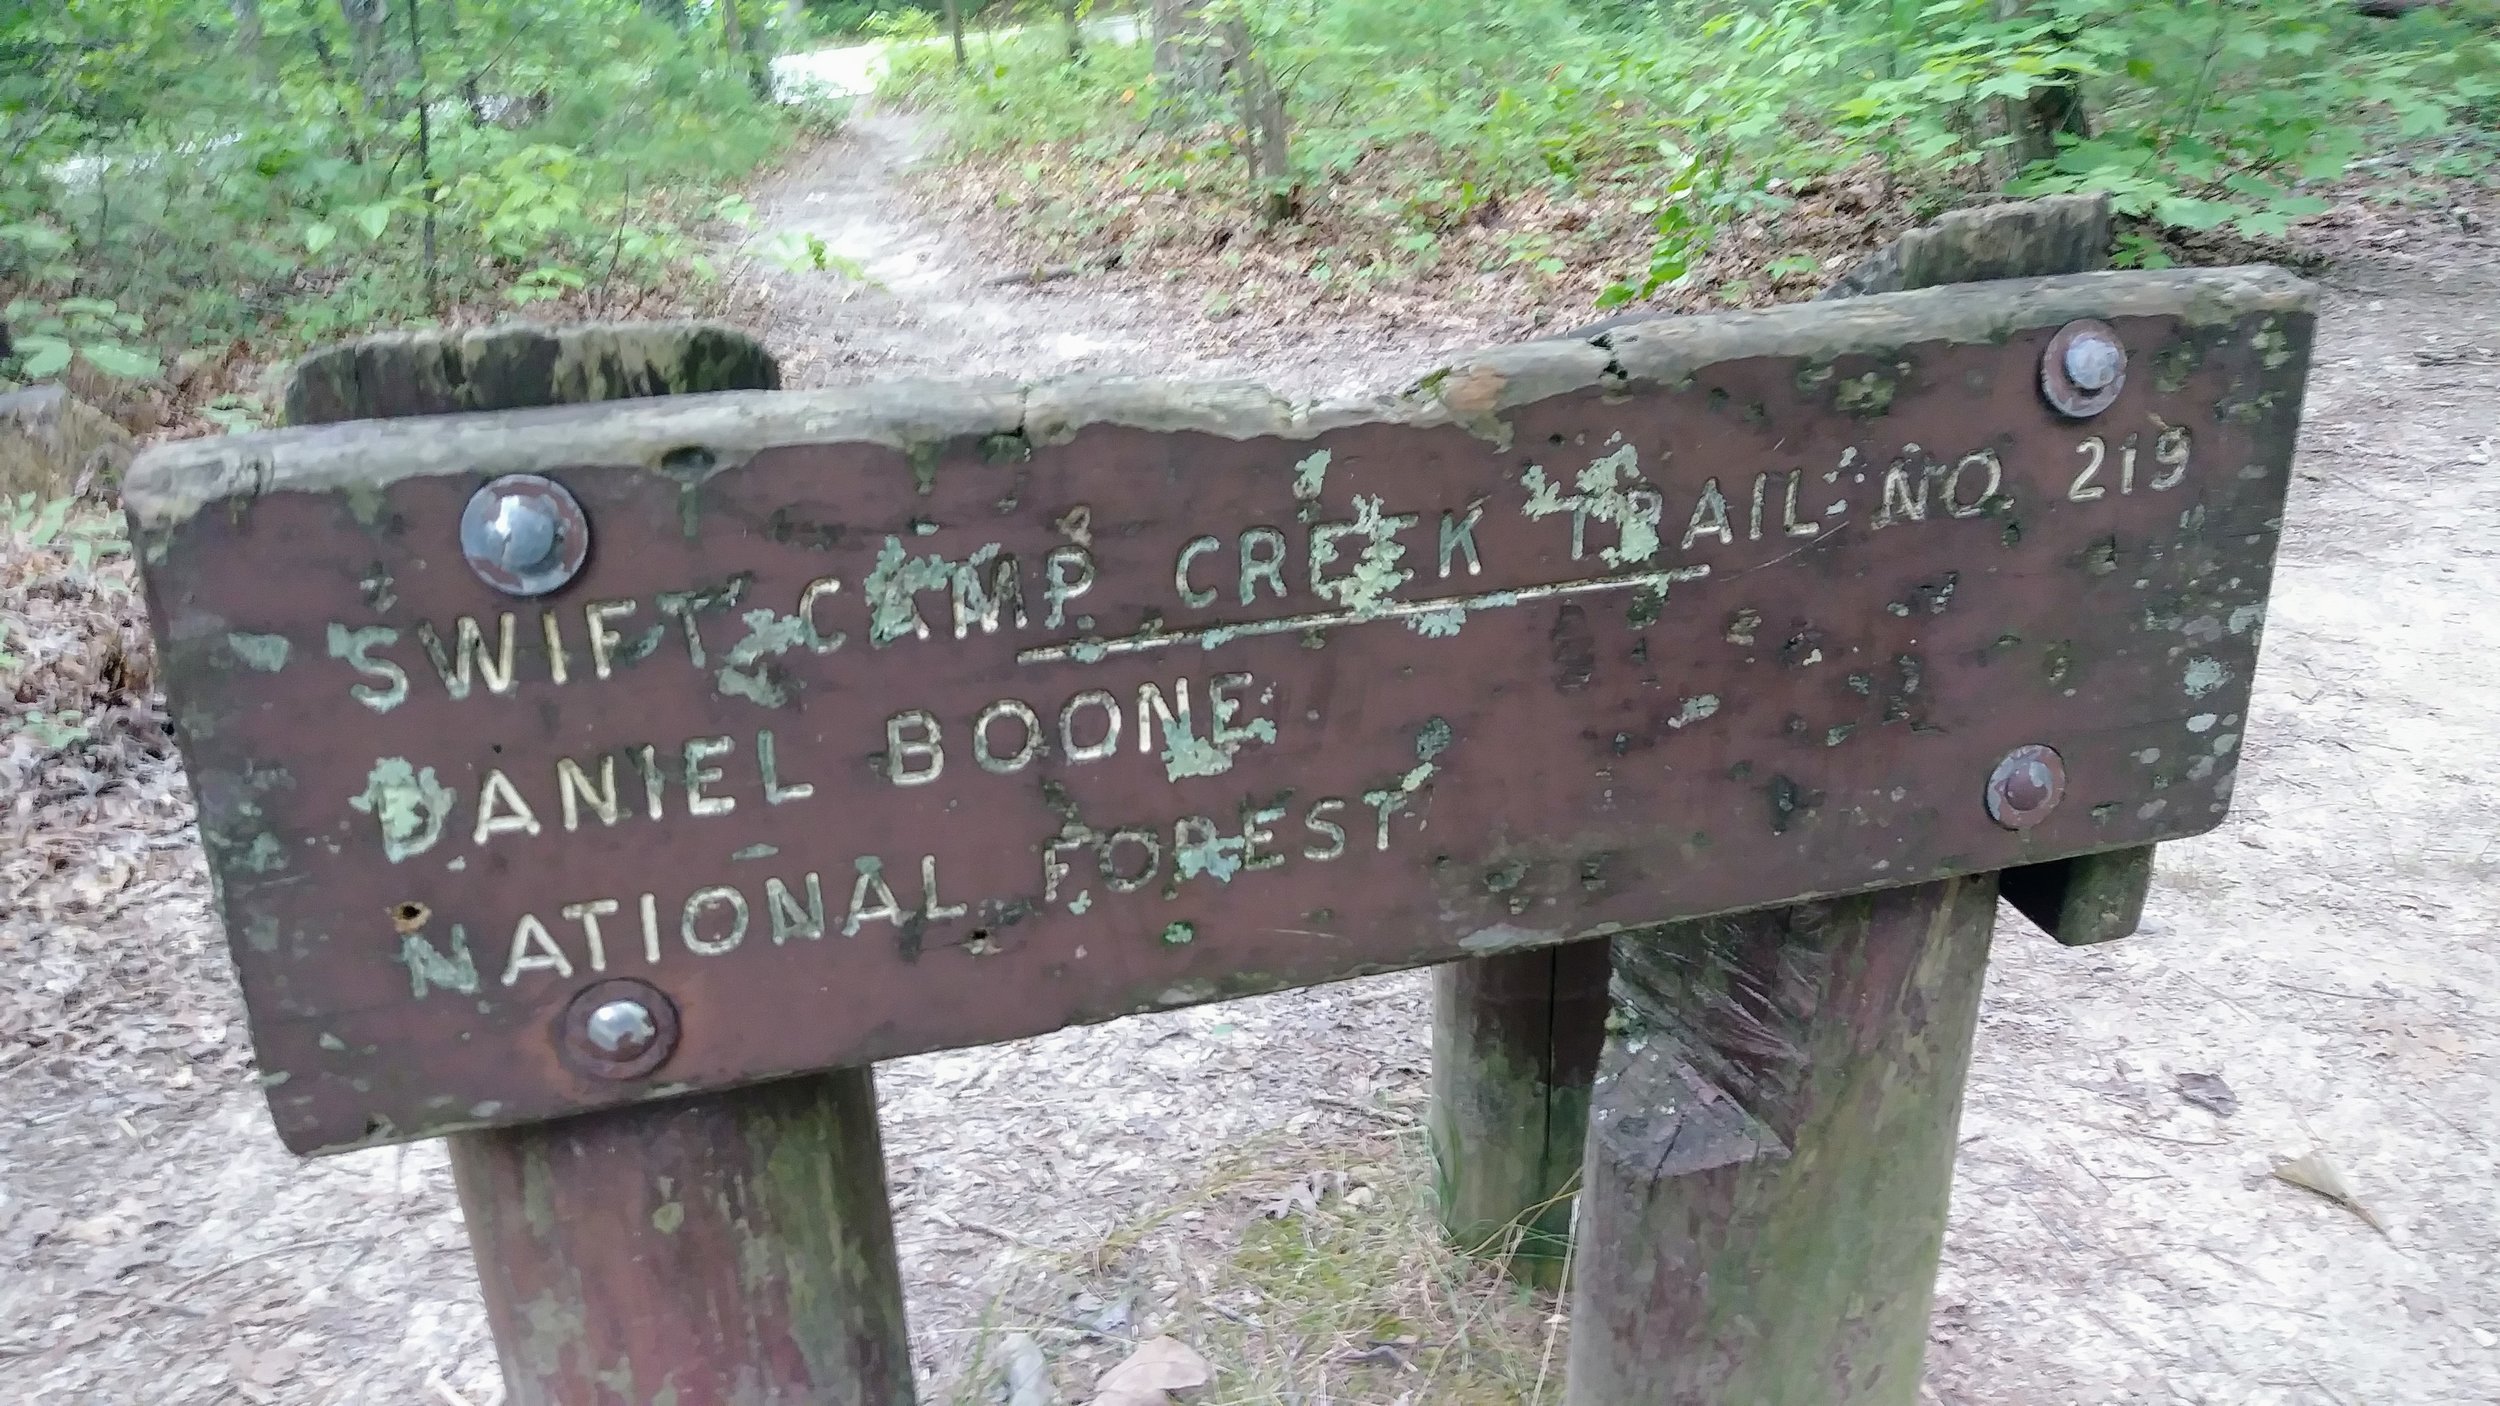 SWIFT CAMP CREEK TRAIL NO. 219
DANIEL BOONE
NATIONAL FOREST